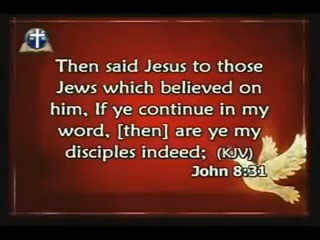 Then said Jesus to those
Jews which believed on
him, If ye continue in my
word, [then] are ye my
disciples indeed; (KJV)
John 8:31